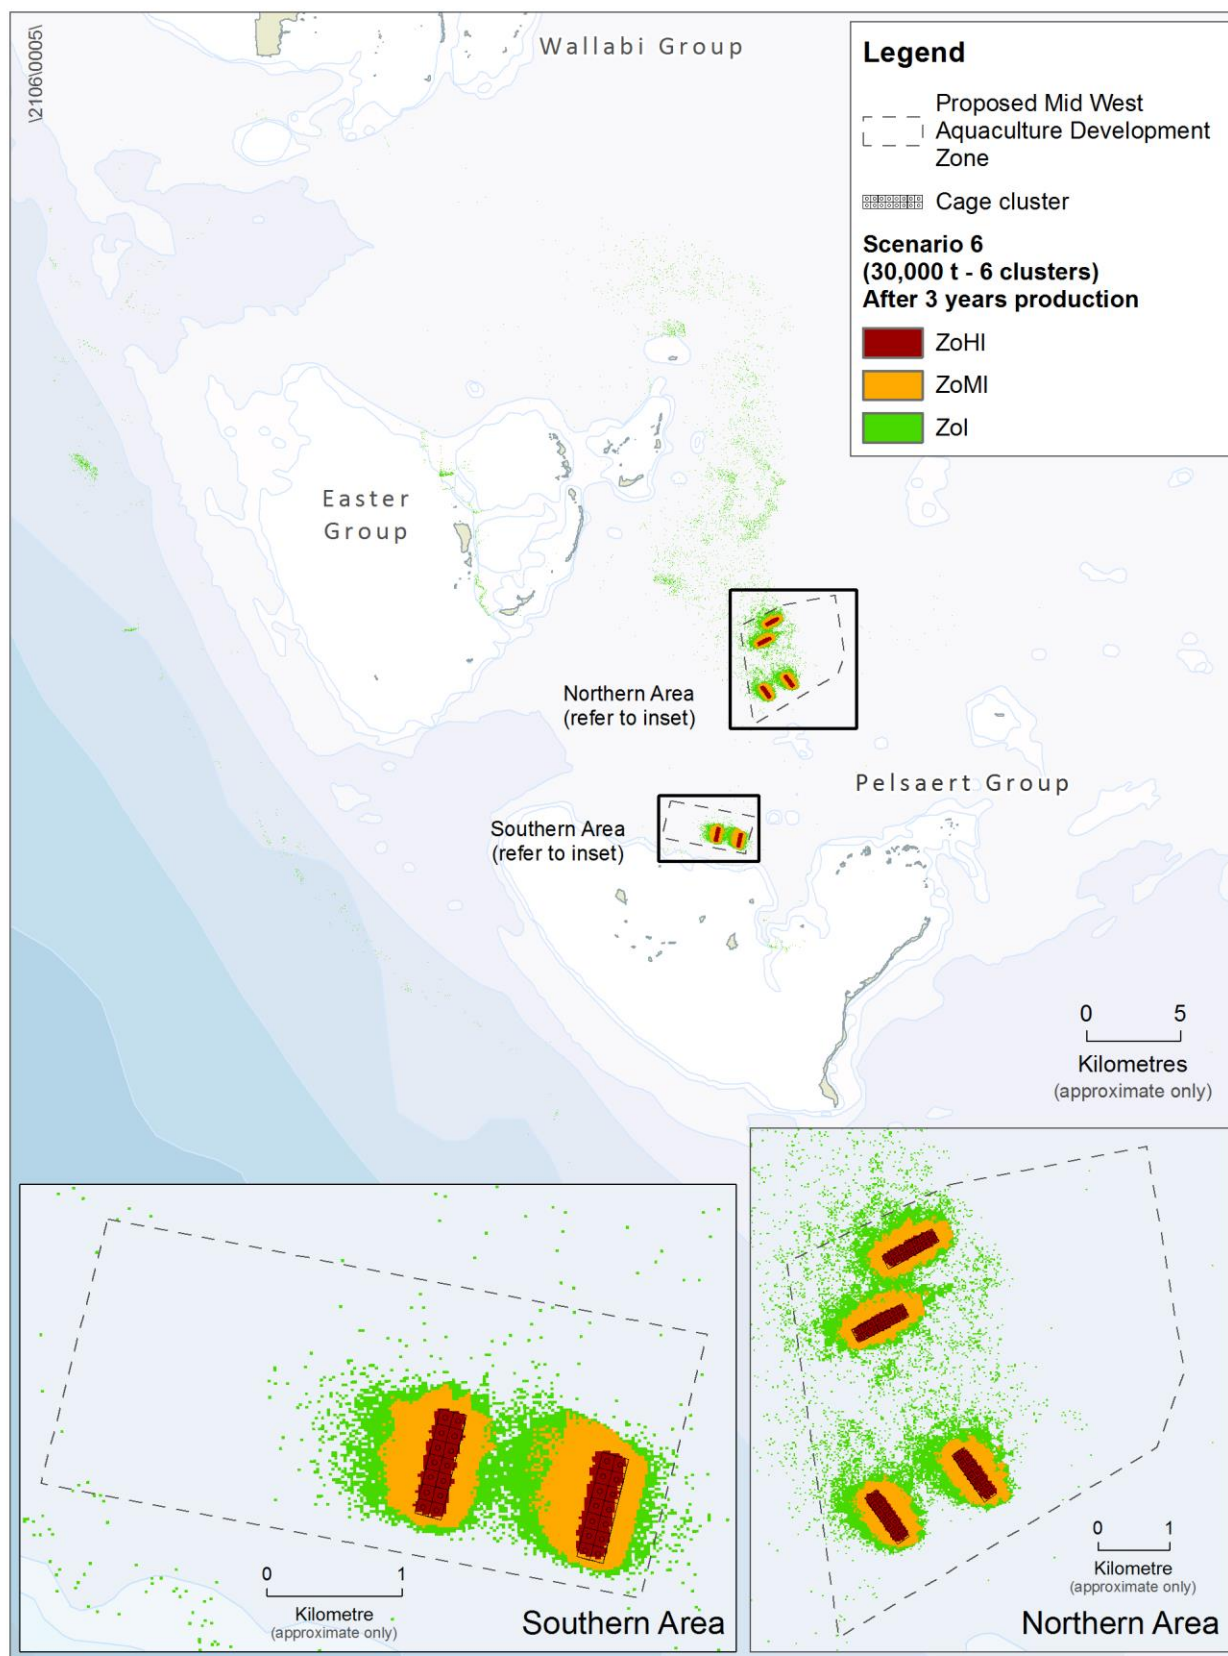 \2106\0005\
Wallabi Group
Legend
Proposed Mid West
Aquaculture Development
Zone
Cage cluster
Scenario 6
(30,000 t - 6 clusters)
After 3 years production
ZoHI
ZoMI
ZoI
Easter
Group
Northern Area
(refer to inset)
Pelsaert Group
Southern Area
(refer to inset)
0 5
Kilometres
(approximate only)
0 1
Kilometre
(approximate only)
Southern Area
0 1
Kilometre
(approximate only)
Northern Area